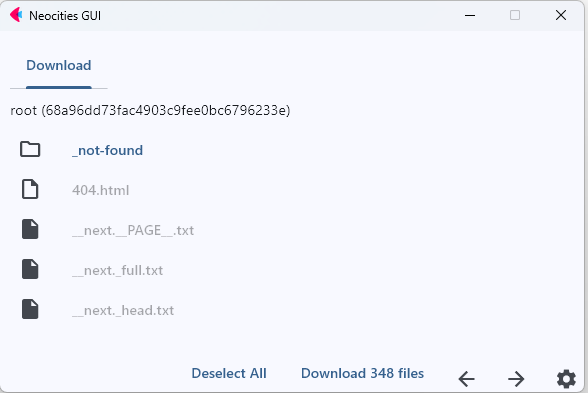 Neocities GUI
Download
root (68a96dd73fac4903c9fee0bc6796233e)
_not-found
404.html
__next.__PAGE__.txt
__next._full.txt
__next._head.txt
Deselect All
Download 348 files